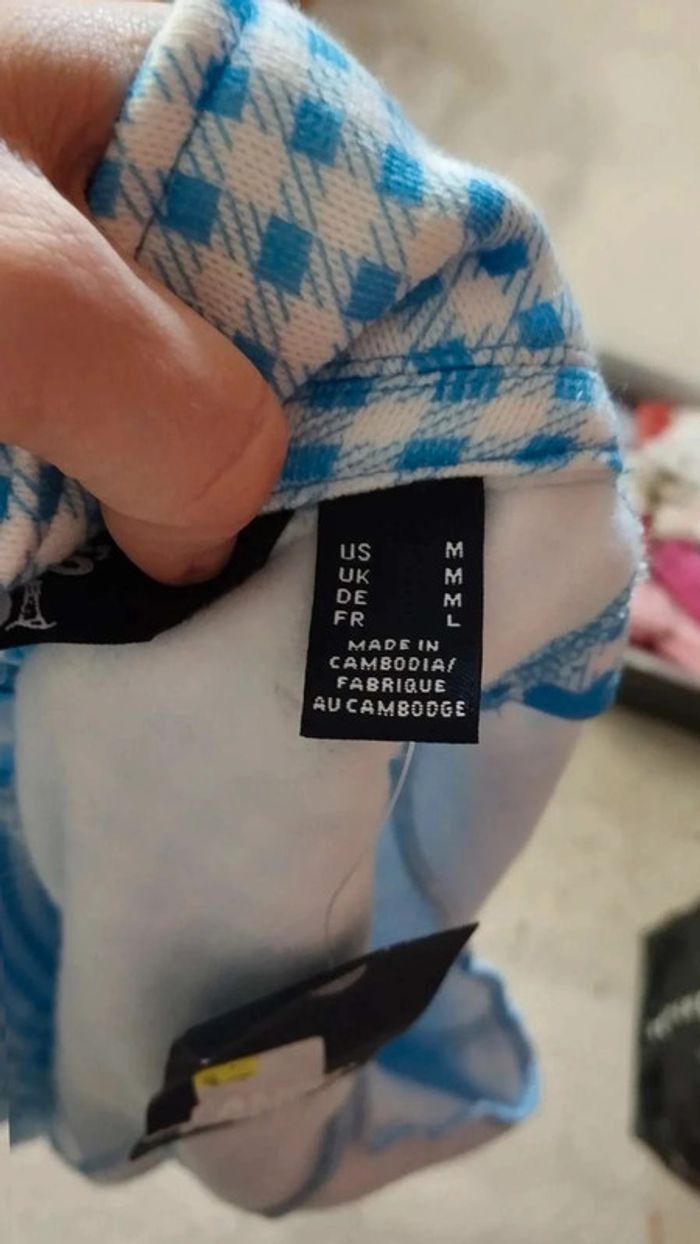 US M
UK M
DE M
FR L
MADE IN
CAMBODIA/
FABRIQUE
AU CAMBODGE